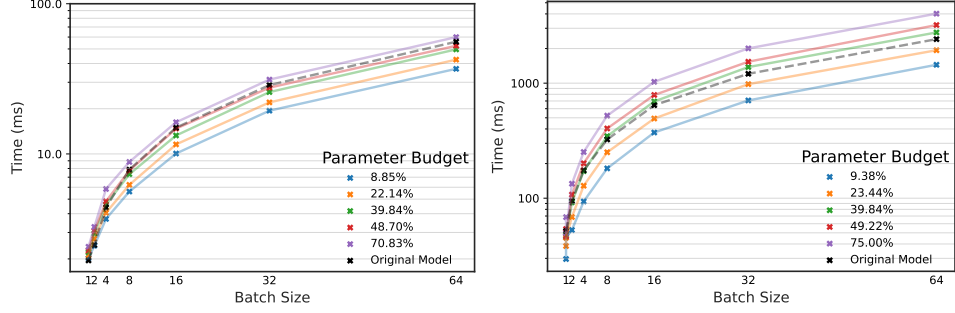 100.0
10.0
Time (ms)
Parameter Budget
8.85%
22.14%
39.84%
48.70%
70.83%
Original Model
1 2 4 8 16 32 64
Batch Size
1000
100
Time (ms)
Parameter Budget
9.38%
23.44%
39.84%
49.22%
75.00%
Original Model
1 2 4 8 16 32 64
Batch Size